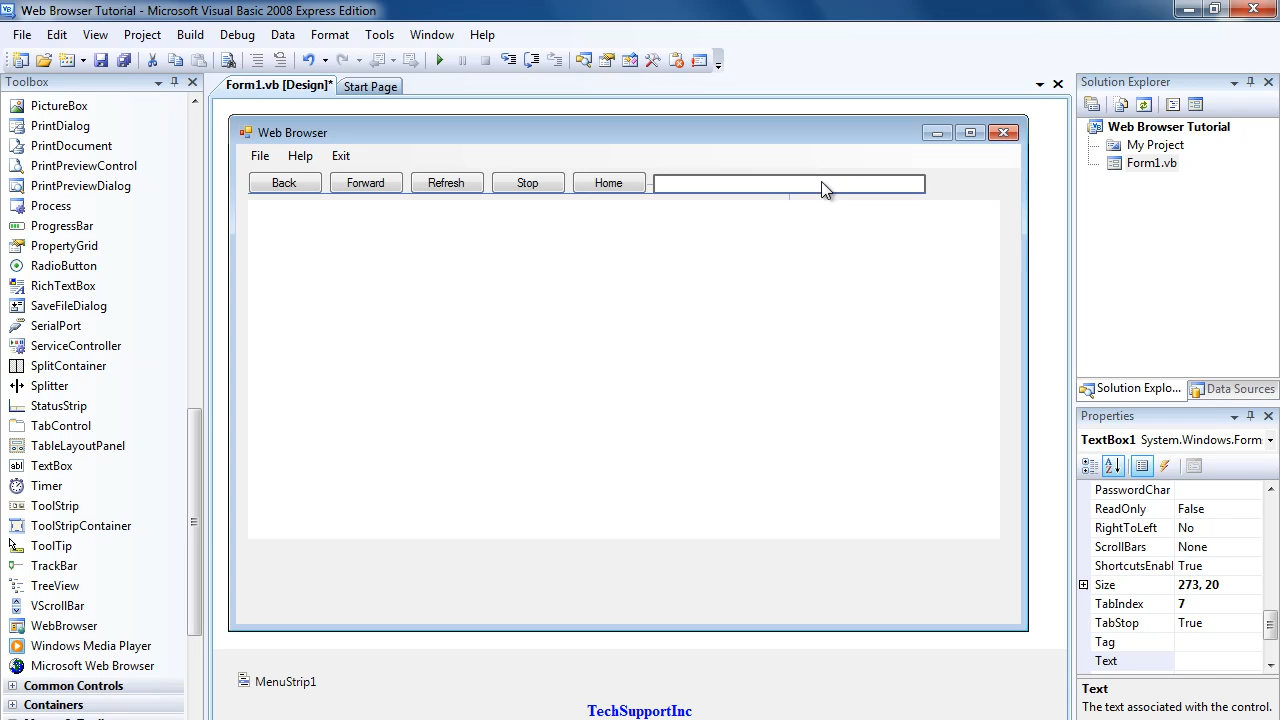 Web Browser Tutorial - Microsoft Visual Basic 2008 Express Edition
File Edit View Project Build Debug Data Format Tools Window Help
Toolbox
PictureBox
PrintDialog
PrintDocument
PrintPreviewControl
PrintPreviewDialog
Process
ProgressBar
PropertyGrid
RadioButton
RichTextBox
SaveFileDialog
SerialPort
ServiceController
SplitContainer
Splitter
StatusStrip
TabControl
TableLayoutPanel
TextBox
Timer
ToolStrip
ToolStripContainer
ToolTip
TrackBar
TreeView
VScrollBar
WebBrowser
Windows Media Player
Microsoft Web Browser
Common Controls
Containers
Form1.vb [Design]* Start Page
Web Browser
File Help Exit
Back Forward Refresh Stop Home
MenuStrip1
TechSupportInc
Solution Explorer
Web Browser Tutorial
My Project
Form1.vb
Solution Explo... Data Sources
Properties
TextBox1 System.Windows.Form
PasswordChar
ReadOnly False
RightToLeft No
ScrollBars None
ShortcutsEnabl True
Size 273, 20
TabIndex 7
TabStop True
Tag
Text
Text
The text associated with the control.